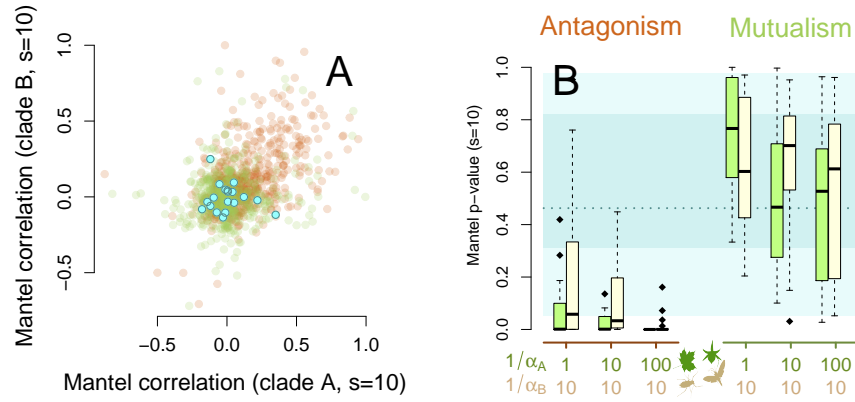 A
Mantel correlation (clade B, s=10)
1.0
0.5
0.0
−0.5
−0.5 0.0 0.5 1.0
Mantel correlation (clade A, s=10)
Antagonism Mutualism
B
Mantel p-value (s=10)
1.0
0.8
0.6
0.4
0.2
0.0
1/αA 1 10 100 1 10 100
1/αB 10 10 10 10 10 10